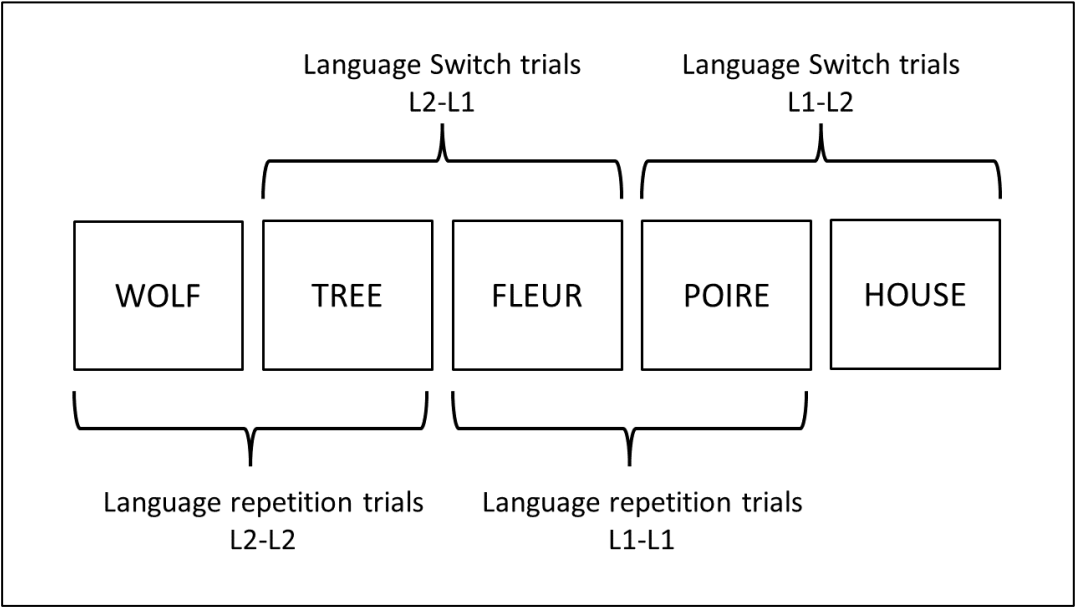 Language Switch trials
L2-L1
Language Switch trials
L1-L2
WOLF
TREE
FLEUR
POIRE
HOUSE
Language repetition trials
L2-L2
Language repetition trials
L1-L1